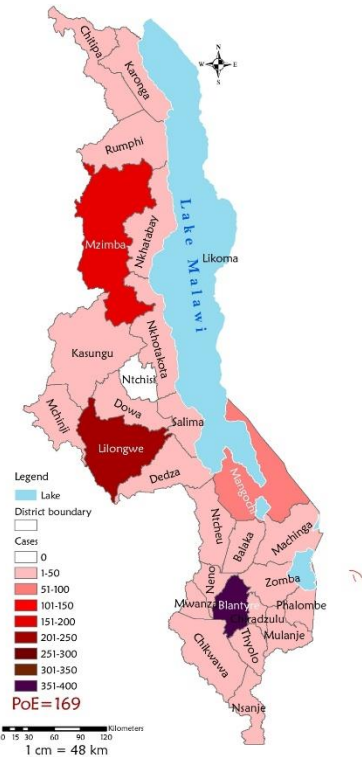 N
W E
S
Chitipa
Karonga
Rumphi
Mzimba
Nkhatabay
Lake Malawi
Likoma
Nkhotakota
Kasungu
Ntchisi
Mchinji
Dowa
Salima
Lilongwe
Dedza
Mangochi
Ntcheu
Balaka
Machinga
Neno
Zomba
Mwanza
Blantyre
Phalombe
Chiradzulu
Mulanje
Thyolo
Chikwawa
Nsanje
Legend
Lake
District boundary
Cases
0
1-50
51-100
101-150
151-200
201-250
251-300
301-350
351-400
PoE=169
0 15 30 60 90 120 Kilometers
1 cm = 48 km